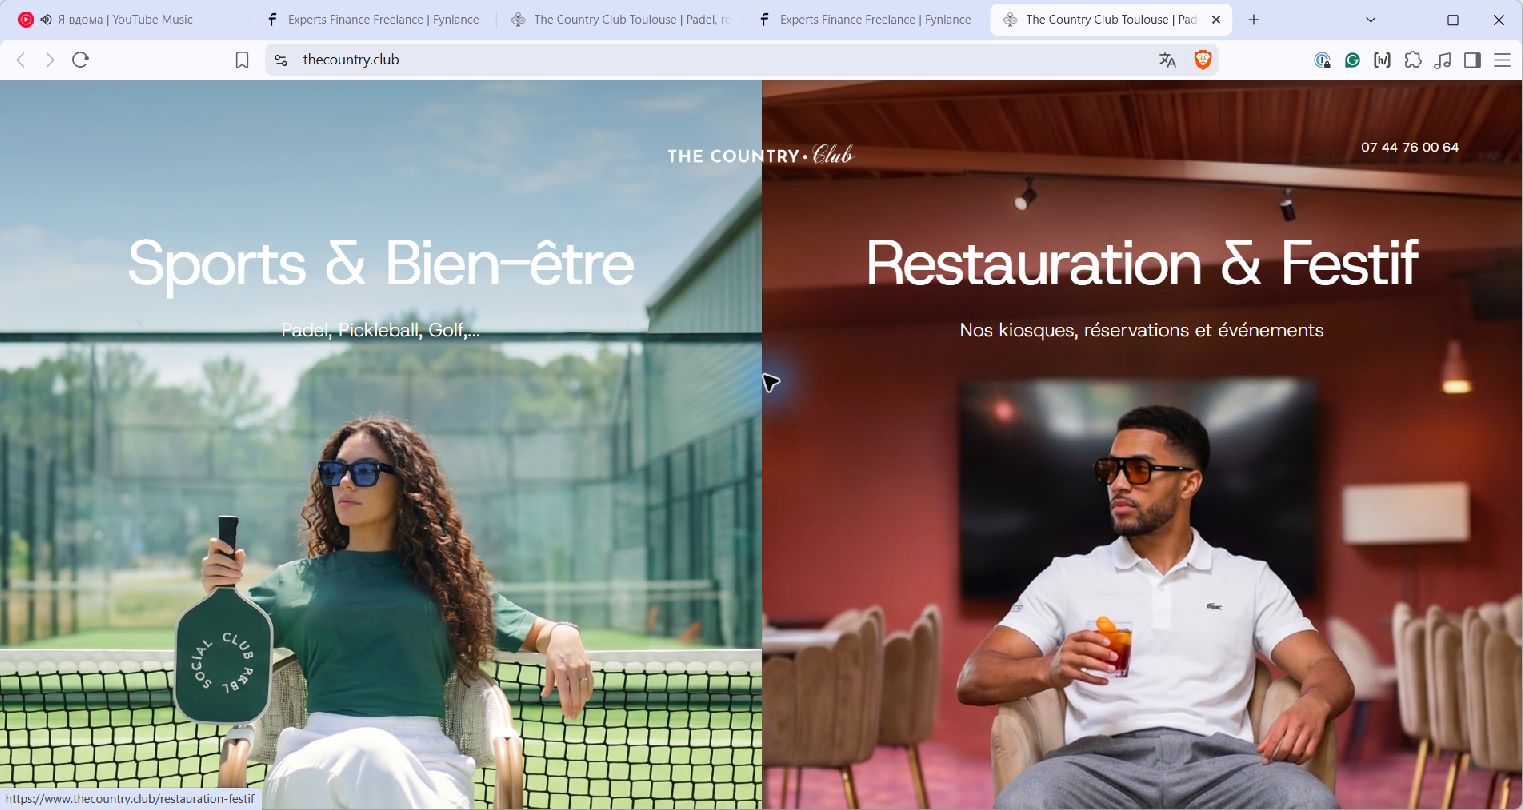 Я вдома | YouTube Music
Experts Finance Freelance | Fynlance
The Country Club Toulouse | Padel, re
Experts Finance Freelance | Fynlance
The Country Club Toulouse | Pad
thecountry.club
THE COUNTRY • Club
07 44 76 00 64
Sports & Bien-être
Padel, Pickleball, Golf,...
Restauration & Festif
Nos kiosques, réservations et événements
SOCIAL CLUB
https://www.thecountry.club/restauration-festif